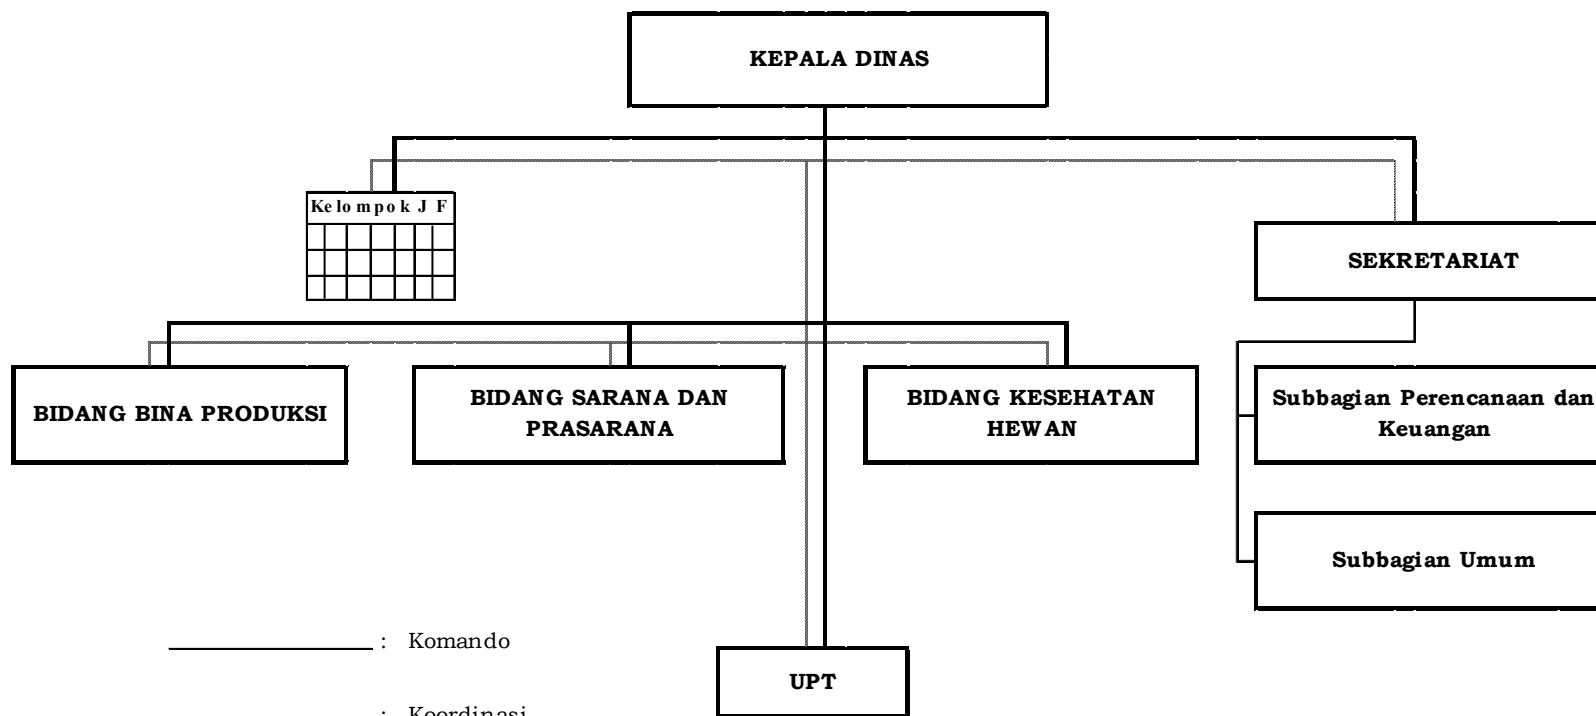 KEPALA DINAS
Kelompok J F
SEKRETARIAT
BIDANG BINA PRODUKSI
BIDANG SARANA DAN
PRASARANA
BIDANG KESEHATAN
HEWAN
Subbagian Perencanaan dan
Keuangan
Subbagian Umum
: Komando
UPT
: Koordinasi